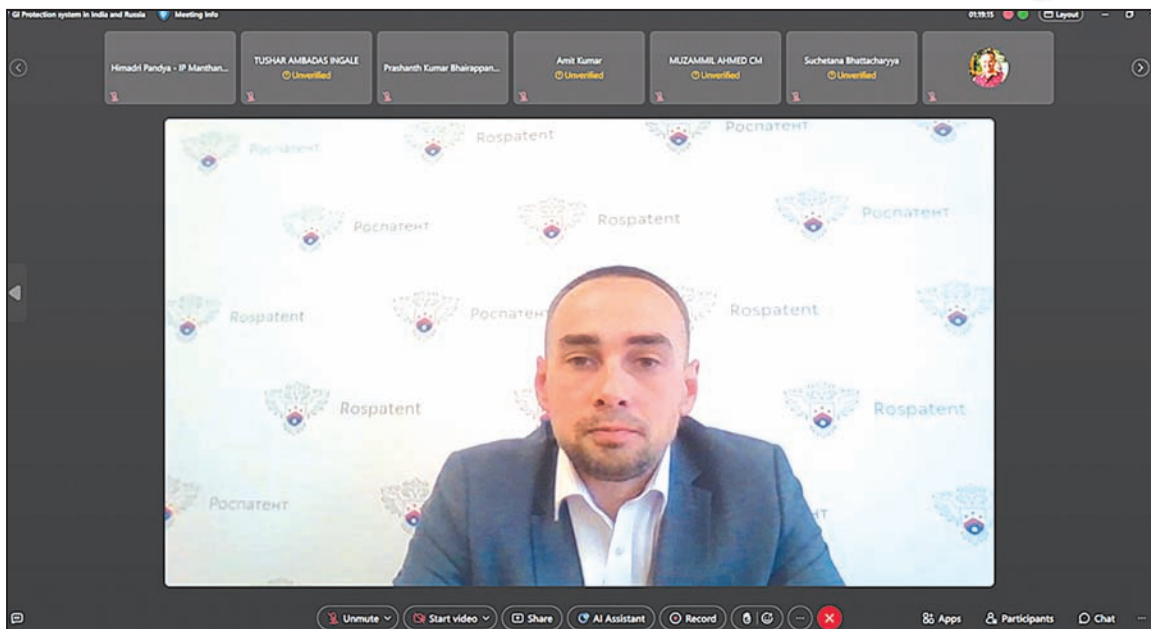 GI Protection system in India and Russia Meeting Info
01:19:15 Layout
Himadri Pandya - IP Manthan...
TUSHAR AMBADAS INGALE
Unverified
Prashanth Kumar Bhairappan...
Amit Kumar
Unverified
MUZAMMIL AHMED CM
Unverified
Suchetana Bhattacharyya
Unverified
Роспатент Rospatent Роспатент
Роспатент Rospatent Роспатент
Rospatent Роспатент Rospatent
Rospatent Rospatent
Роспатент
Unmute Start video Share AI Assistant Record Apps Participants Chat